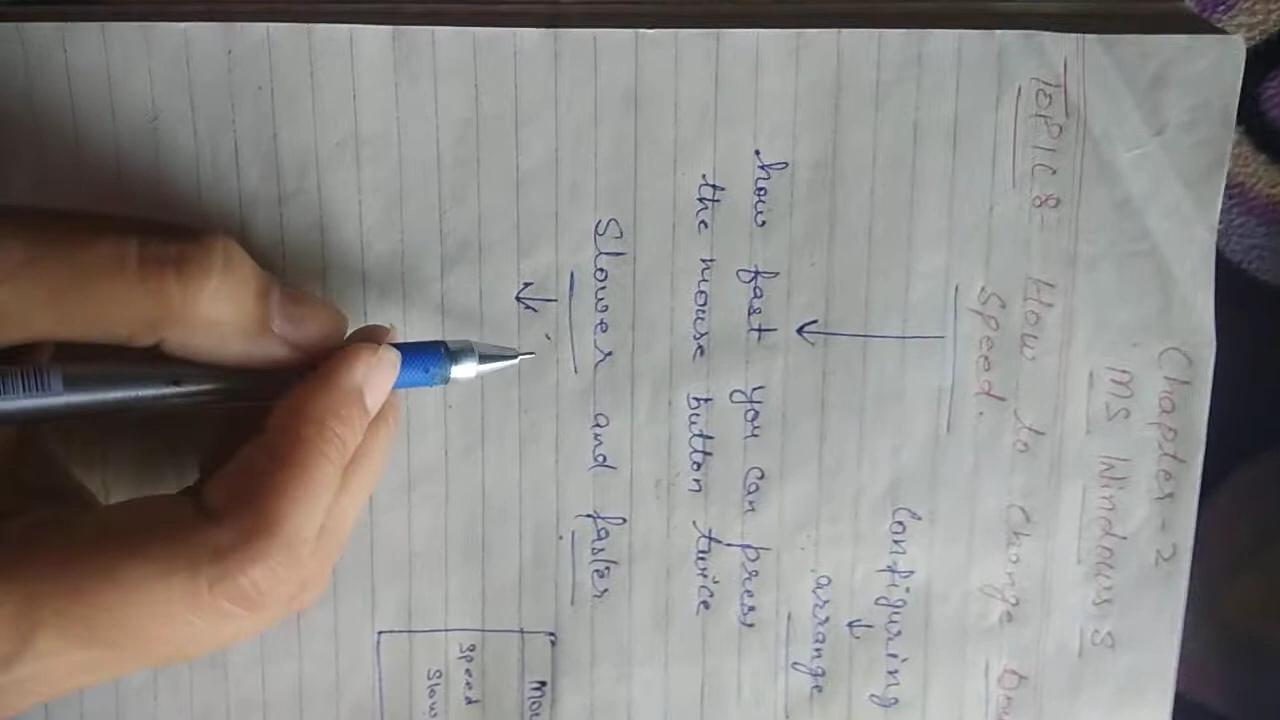 Chapter-2
MS Windows 8
TOPIC 8- How to change
Speed.
Configuring
↓
arrange
how fast you can press
the mouse button twice
Slower and faster
Speed
Slow